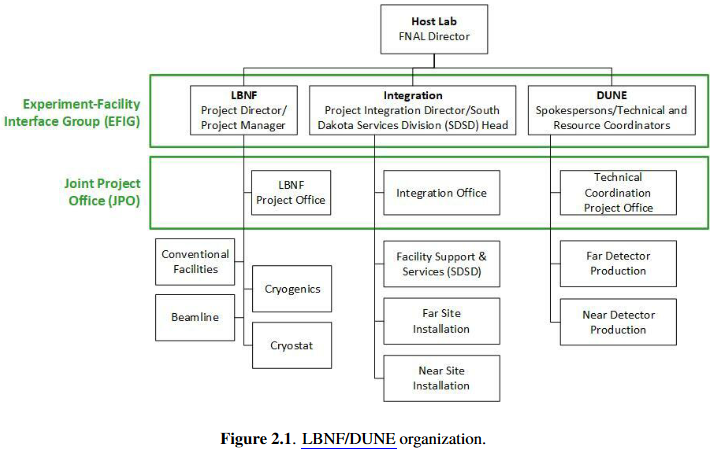 Host Lab
FNAL Director
Experiment-Facility
Interface Group (EFIG)
LBNF
Project Director/
Project Manager
Integration
Project Integration Director/South
Dakota Services Division (SDSD) Head
DUNE
Spokespersons/Technical and
Resource Coordinators
Joint Project
Office (JPO)
LBNF
Project Office
Integration Office
Technical
Coordination
Project Office
Conventional
Facilities
Cryogenics
Beamline
Cryostat
Facility Support &
Services (SDSD)
Far Site
Installation
Near Site
Installation
Far Detector
Production
Near Detector
Production
Figure 2.1. LBNF/DUNE organization.